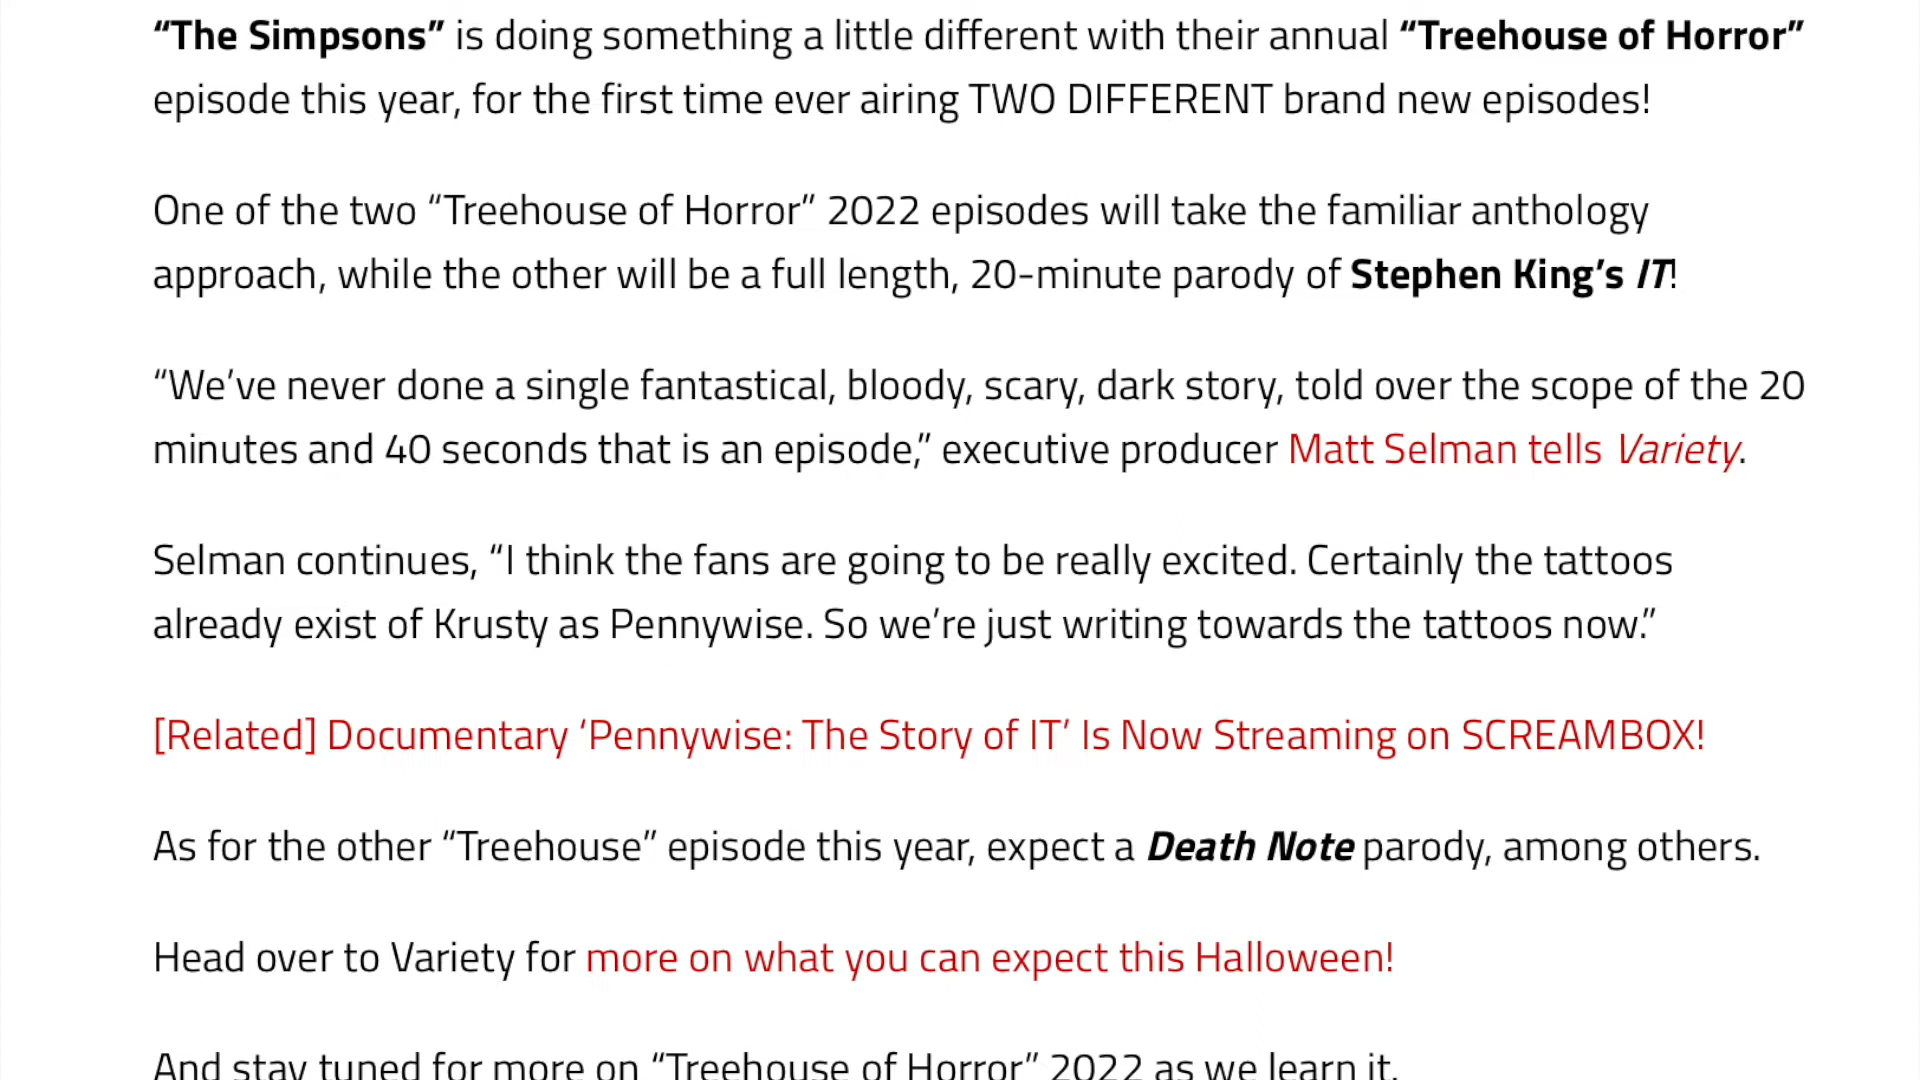 “The Simpsons” is doing something a little different with their annual “Treehouse of Horror”
episode this year, for the first time ever airing TWO DIFFERENT brand new episodes!
One of the two “Treehouse of Horror” 2022 episodes will take the familiar anthology
approach, while the other will be a full length, 20-minute parody of Stephen King’s IT!
“We’ve never done a single fantastical, bloody, scary, dark story, told over the scope of the 20
minutes and 40 seconds that is an episode,” executive producer Matt Selman tells Variety.
Selman continues, “I think the fans are going to be really excited. Certainly the tattoos
already exist of Krusty as Pennywise. So we’re just writing towards the tattoos now.”
[Related] Documentary ‘Pennywise: The Story of IT’ Is Now Streaming on SCREAMBOX!
As for the other “Treehouse” episode this year, expect a Death Note parody, among others.
Head over to Variety for more on what you can expect this Halloween!
And stay tuned for more on “Treehouse of Horror” 2022 as we learn it.